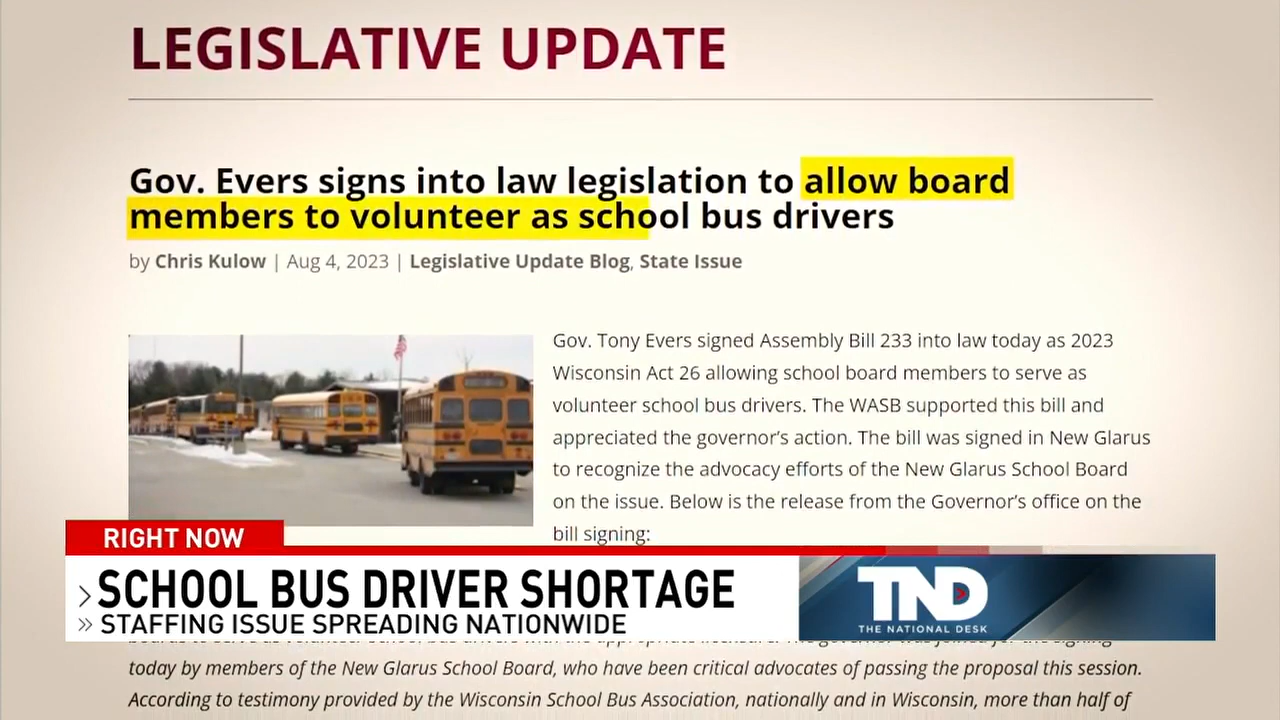 LEGISLATIVE UPDATE
Gov. Evers signs into law legislation to allow board
members to volunteer as school bus drivers
by Chris Kulow | Aug 4, 2023 | Legislative Update Blog, State Issue
Gov. Tony Evers signed Assembly Bill 233 into law today as 2023
Wisconsin Act 26 allowing school board members to serve as
volunteer school bus drivers. The WASB supported this bill and
appreciated the governor's action. The bill was signed in New Glarus
to recognize the advocacy efforts of the New Glarus School Board
on the issue. Below is the release from the Governor's office on the
bill signing:
RIGHT NOW
> SCHOOL BUS DRIVER SHORTAGE
» STAFFING ISSUE SPREADING NATIONWIDE
TND
THE NATIONAL DESK
today by members of the New Glarus School Board, who have been critical advocates of passing the proposal this session.
According to testimony provided by the Wisconsin School Bus Association, nationally and in Wisconsin, more than half of